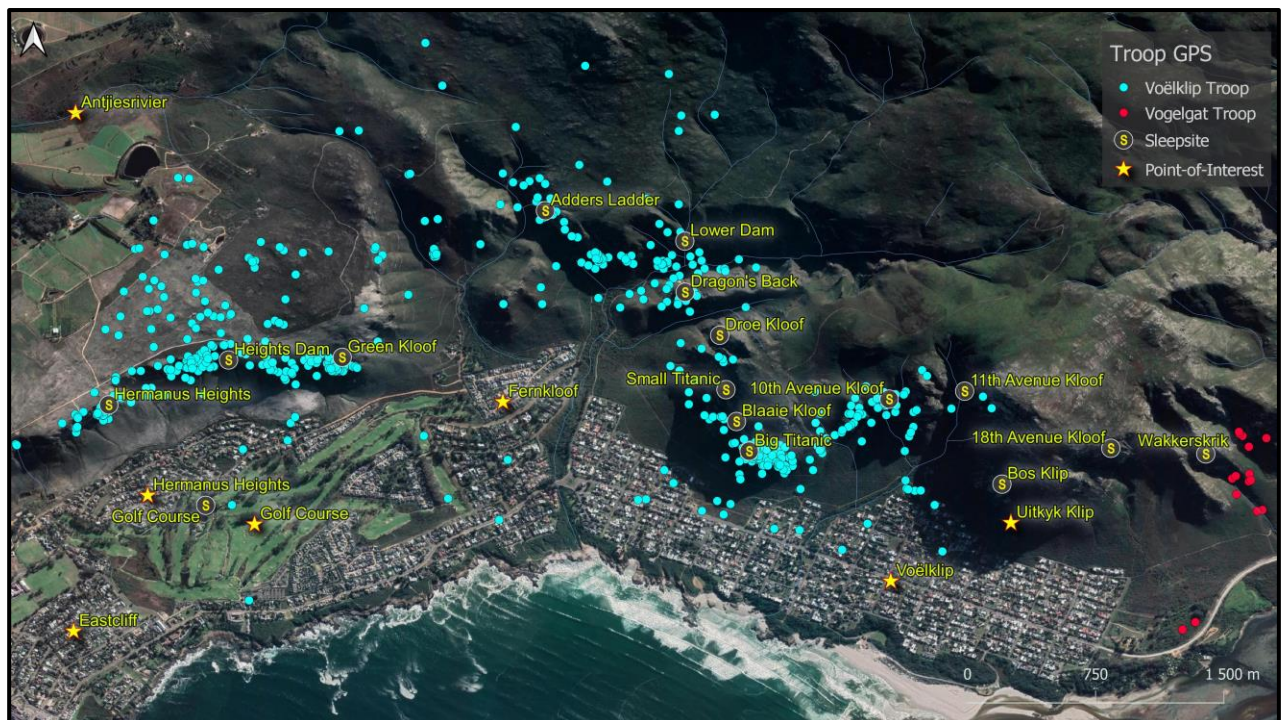 Troop GPS
Voëlklip Troop
Vogelgat Troop
S Sleepsite
Point-of-Interest
Antjiesrivier
S Adders Ladder
S Lower Dam
S Dragon's Back
S Droe Kloof
S Heights Dam
S Green Kloof
Small Titanic S
10th Avenue Kloof S
S 11th Avenue Kloof
S Hermanus Heights
Fernkloof
S Blaaie Kloof
S Big Titanic
18th Avenue Kloof S
Wakkerskrik S
Hermanus Heights
S Bos Klip
Golf Course S
Golf Course
Uitkyk Klip
Voëlklip
Eastcliff
0 750 1 500 m